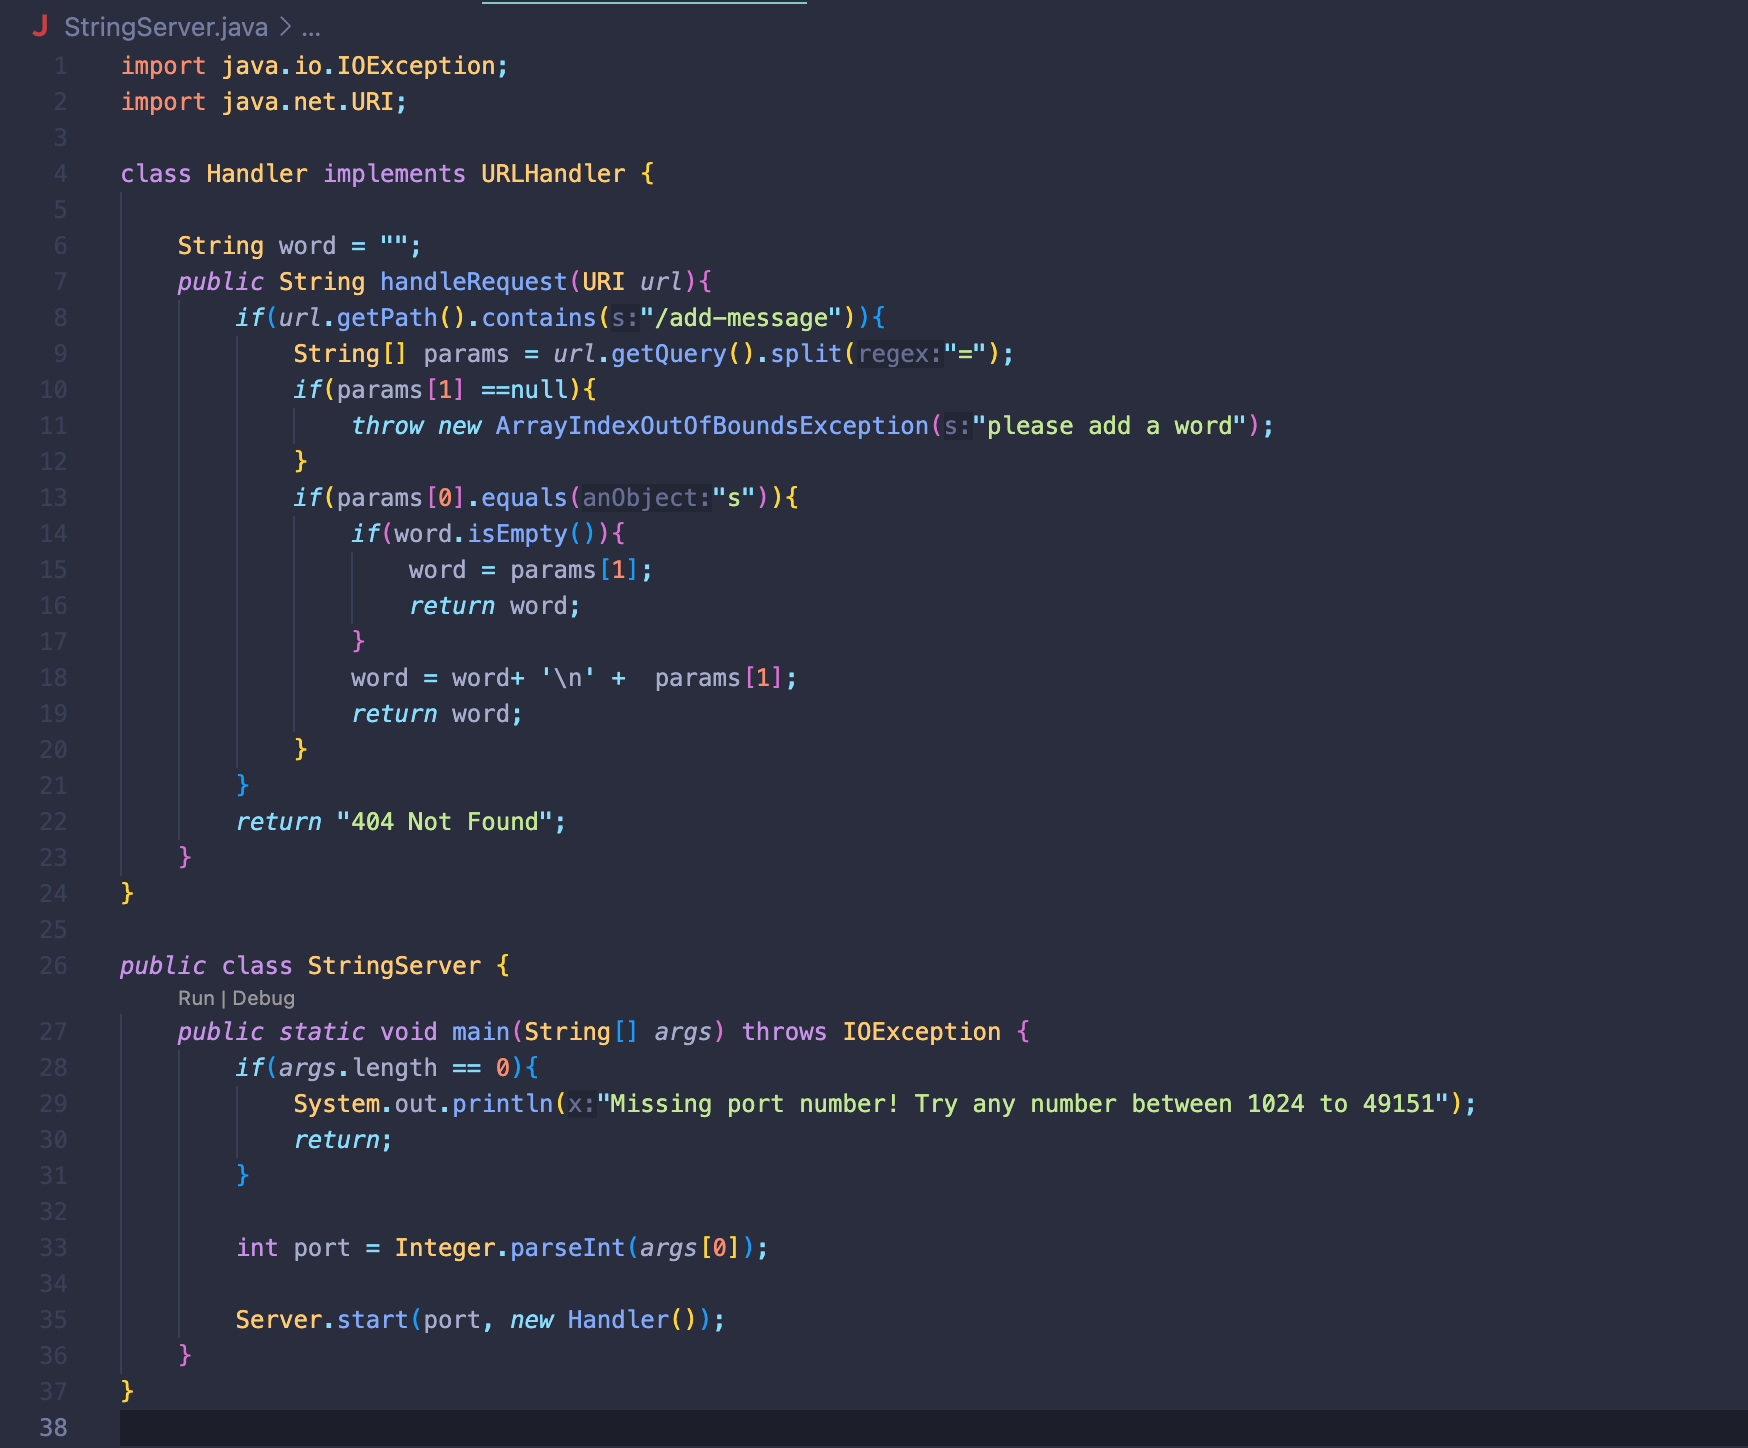 J StringServer.java > ...
1 import java.io.IOException;
2 import java.net.URI;
3
4 class Handler implements URLHandler {
5
6     String word = "";
7     public String handleRequest(URI url){
8         if(url.getPath().contains(s:"/add-message")){
9             String[] params = url.getQuery().split(regex:"=");
10             if(params[1] ==null){
11                 throw new ArrayIndexOutOfBoundsException(s:"please add a word");
12             }
13             if(params[0].equals(anObject:"s")){
14                 if(word.isEmpty()){
15                     word = params[1];
16                     return word;
17                 }
18                 word = word+ '\n' +  params[1];
19                 return word;
20             }
21         }
22         return "404 Not Found";
23     }
24 }
25
26 public class StringServer {
Run | Debug
27     public static void main(String[] args) throws IOException {
28         if(args.length == 0){
29             System.out.println(x:"Missing port number! Try any number between 1024 to 49151");
30             return;
31         }
32
33         int port = Integer.parseInt(args[0]);
34
35         Server.start(port, new Handler());
36     }
37 }
38